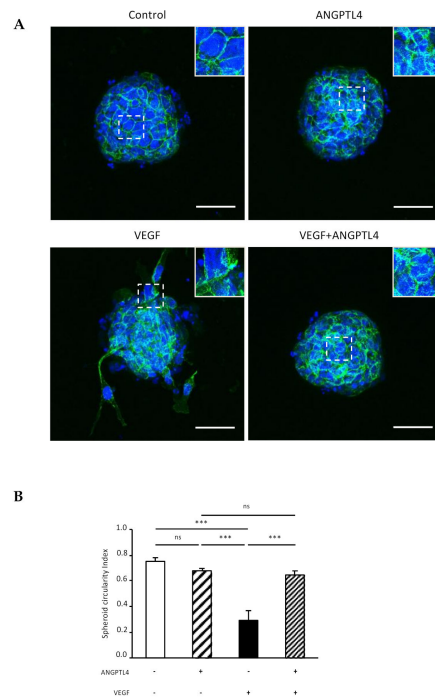 A
Control
ANGPTL4
VEGF
VEGF+ANGPTL4
B
ns
***
ns
***
***
Spheroid circularity Index
1.0
0.8
0.6
0.4
0.2
0.0
ANGPTL4
-
+
-
+
VEGF
-
-
+
+